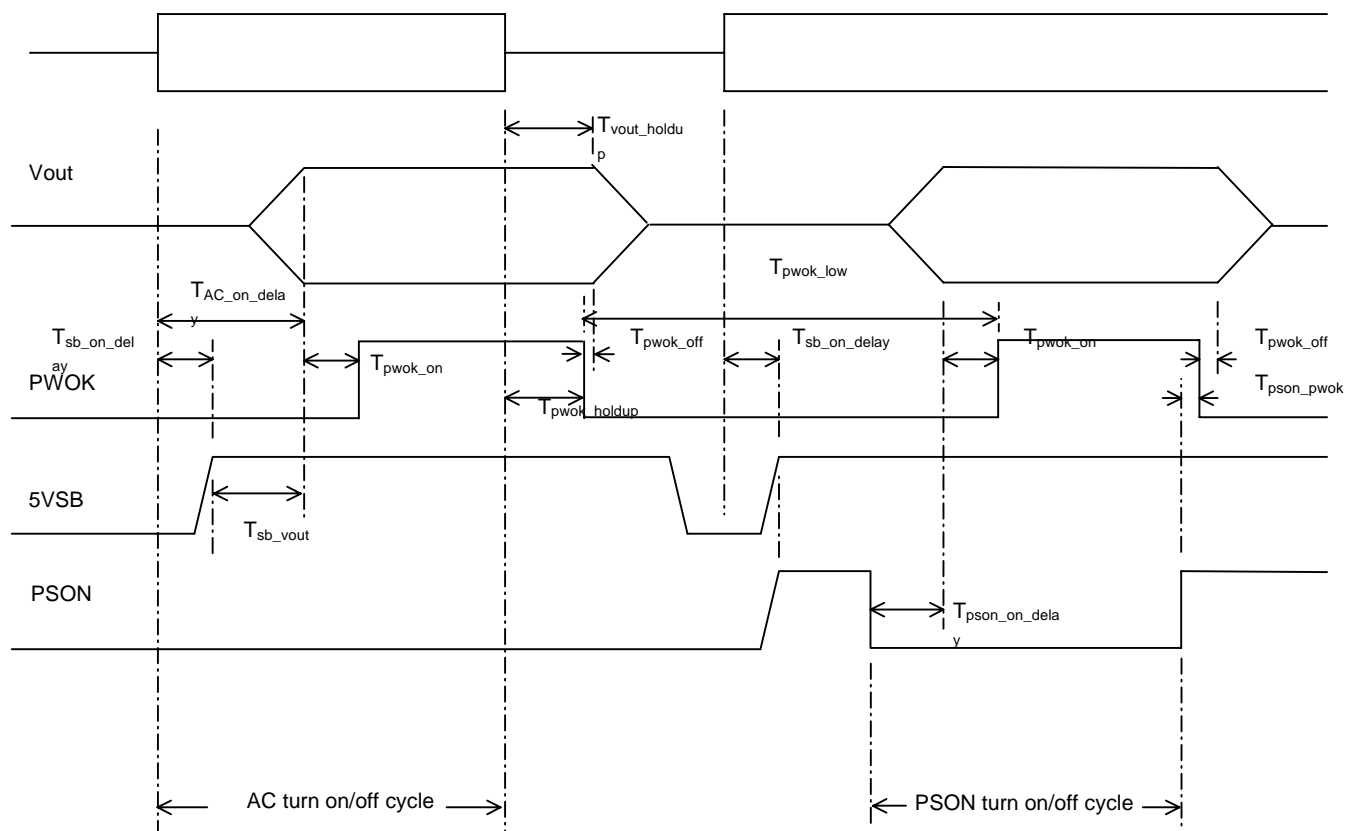 Tvout_holdu
p
Vout
Tpwok_low
TAC_on_dela
y
Tsb_on_del
ay
Tpwok_off
Tsb_on_delay
Tpwok_on
Tpwok_off
Tpwok_on
PWOK
Tpwok_holdup
Tpson_pwok
5VSB
Tsb_vout
PSON
Tpson_on_dela
y
AC turn on/off cycle
PSON turn on/off cycle